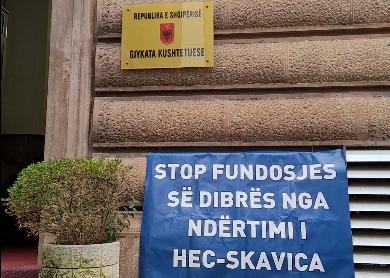 REPUBLIKA E SHQIPËRISË
GJYKATA KUSHTETUESE
STOP FUNDOSJES
SË DIBRËS NGA
NDËRTIMI I
HEC-SKAVICA